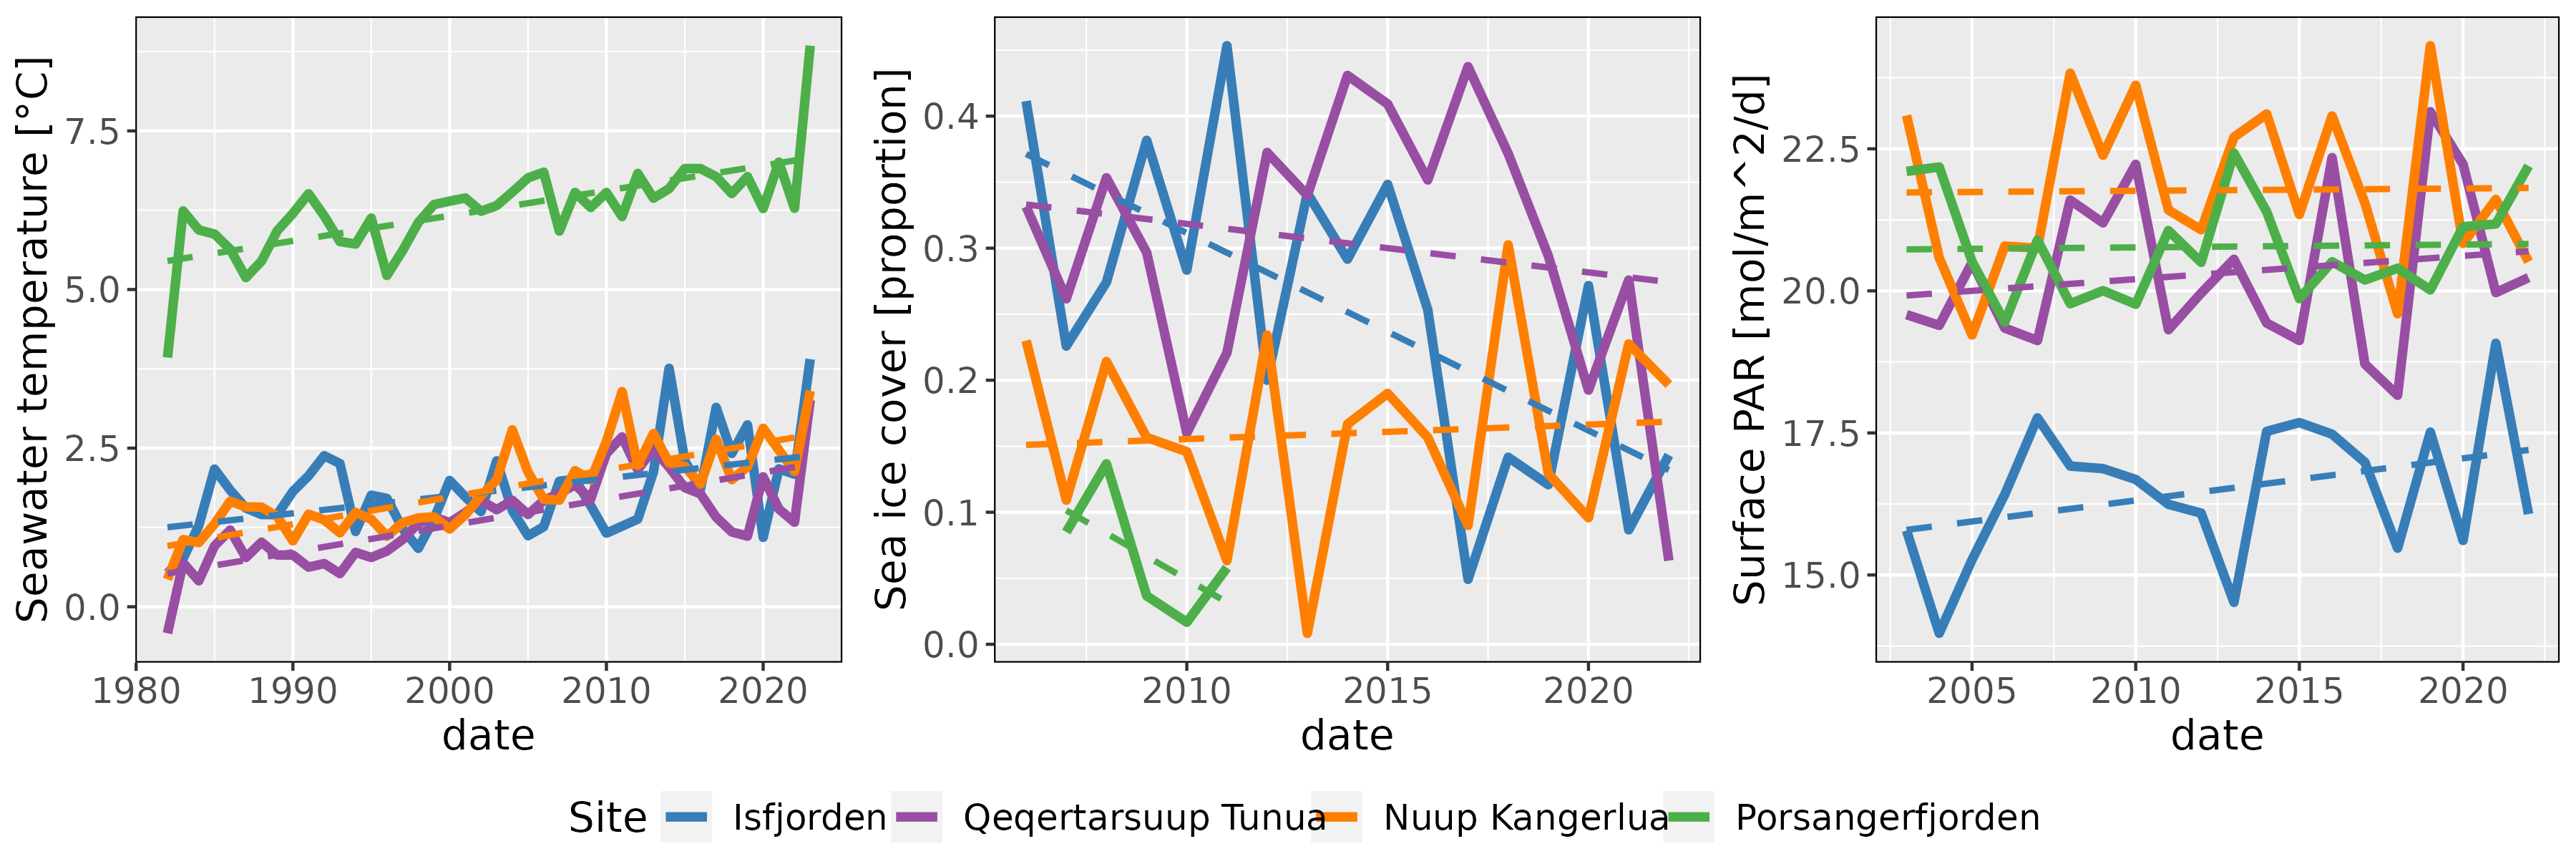 Seawater temperature [°C]
7.5
5.0
2.5
0.0
1980 1990 2000 2010 2020
date
Sea ice cover [proportion]
0.4
0.3
0.2
0.1
0.0
2010 2015 2020
date
Surface PAR [mol/m^2/d]
22.5
20.0
17.5
15.0
2005 2010 2015 2020
date
Site Isfjorden Qeqertarsuup Tunua Nuup Kangerlua Porsangerfjorden